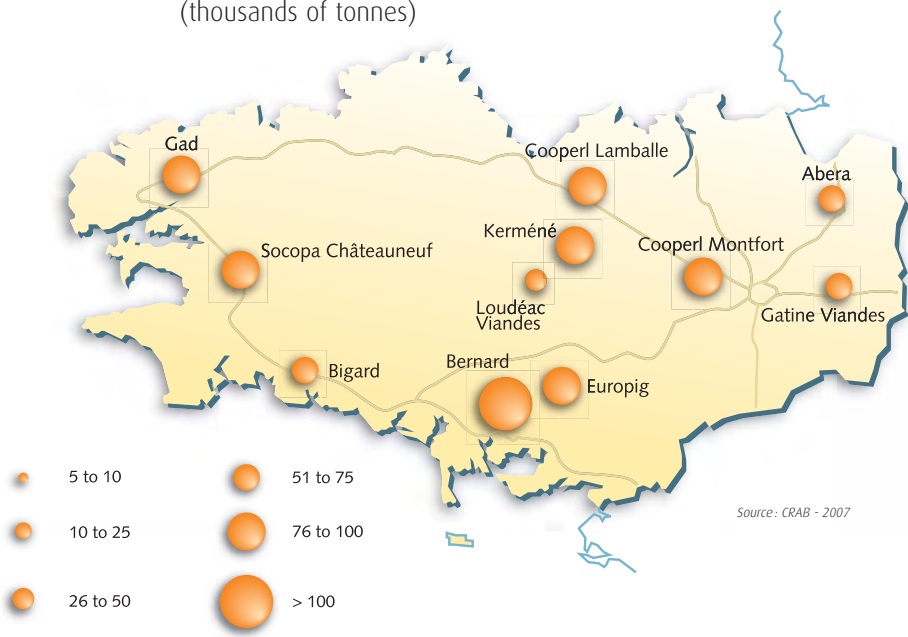 (thousands of tonnes)
Gad
Cooperl Lamballe
Abera
Kerméné
Cooperl Montfort
Socopa Châteauneuf
Loudéac
Viandes
Gatine Viandes
Bernard
Bigard
Europig
5 to 10
51 to 75
10 to 25
76 to 100
26 to 50
> 100
Source : CRAB - 2007